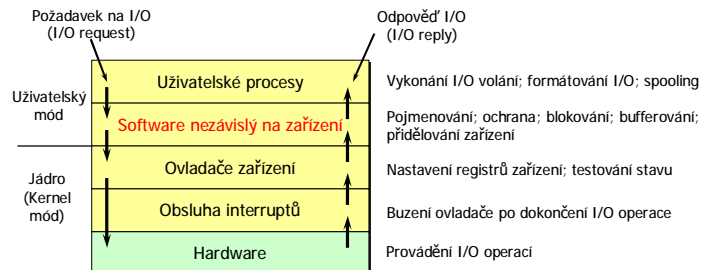 Požadavek na I/O
(I/O request)
Odpověď I/O
(I/O reply)
Uživatelské procesy
Vykonání I/O volání; formátování I/O; spooling
Uživatelský
mód
Software nezávislý na zařízení
Pojmenování; ochrana; blokování; bufferování;
přidělování zařízení
Jádro
(Kernel
mód)
Ovladače zařízení
Nastavení registrů zařízení; testování stavu
Obsluha interruptů
Buzení ovladače po dokončení I/O operace
Hardware
Provádění I/O operací